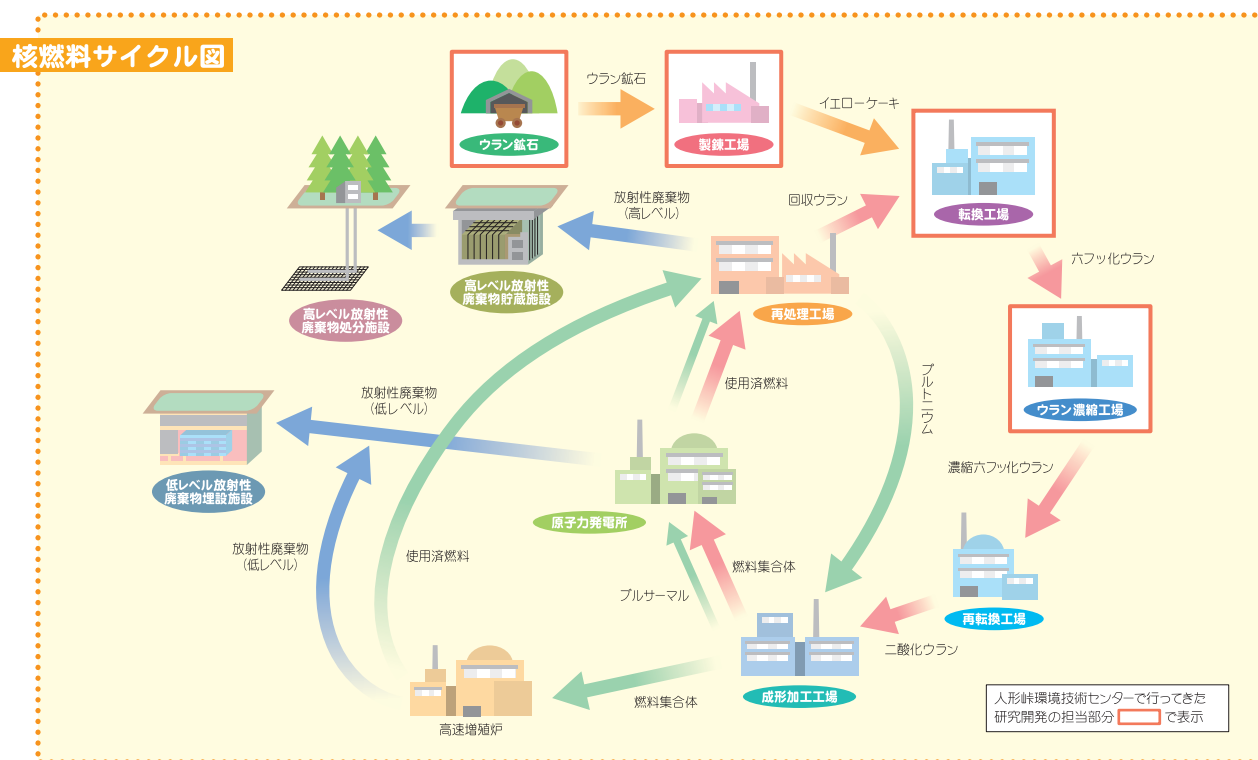 核燃料サイクル図
ウラン鉱石
ウラン鉱石
製錬工場
イエローケーキ
転換工場
回収ウラン
放射性廃棄物
(高レベル)
六フッ化ウラン
高レベル放射性
廃棄物貯蔵施設
高レベル放射性
廃棄物処分施設
再処理工場
使用済燃料
プルトニウム
ウラン濃縮工場
放射性廃棄物
(低レベル)
濃縮六フッ化ウラン
低レベル放射性
廃棄物埋設施設
原子力発電所
放射性廃棄物
(低レベル)
使用済燃料
燃料集合体
プルサーマル
再転換工場
二酸化ウラン
成形加工工場
燃料集合体
高速増殖炉
人形峠環境技術センターで行ってきた
研究開発の担当部分 で表示